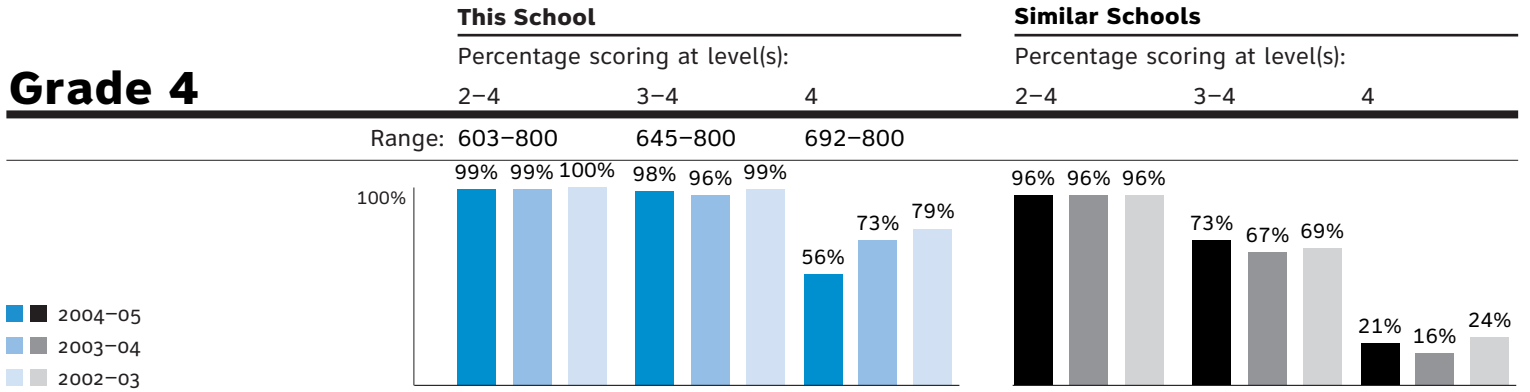 This School Similar Schools
Percentage scoring at level(s): Percentage scoring at level(s):
Grade 4 2–4 3–4 4 2–4 3–4 4
Range: 603–800 645–800 692–800
99% 99% 100% 98% 96% 99% 96% 96% 96%
100%
73% 79% 73% 67% 69%
56%
2004–05
21% 16% 24%
2003–04
2002–03